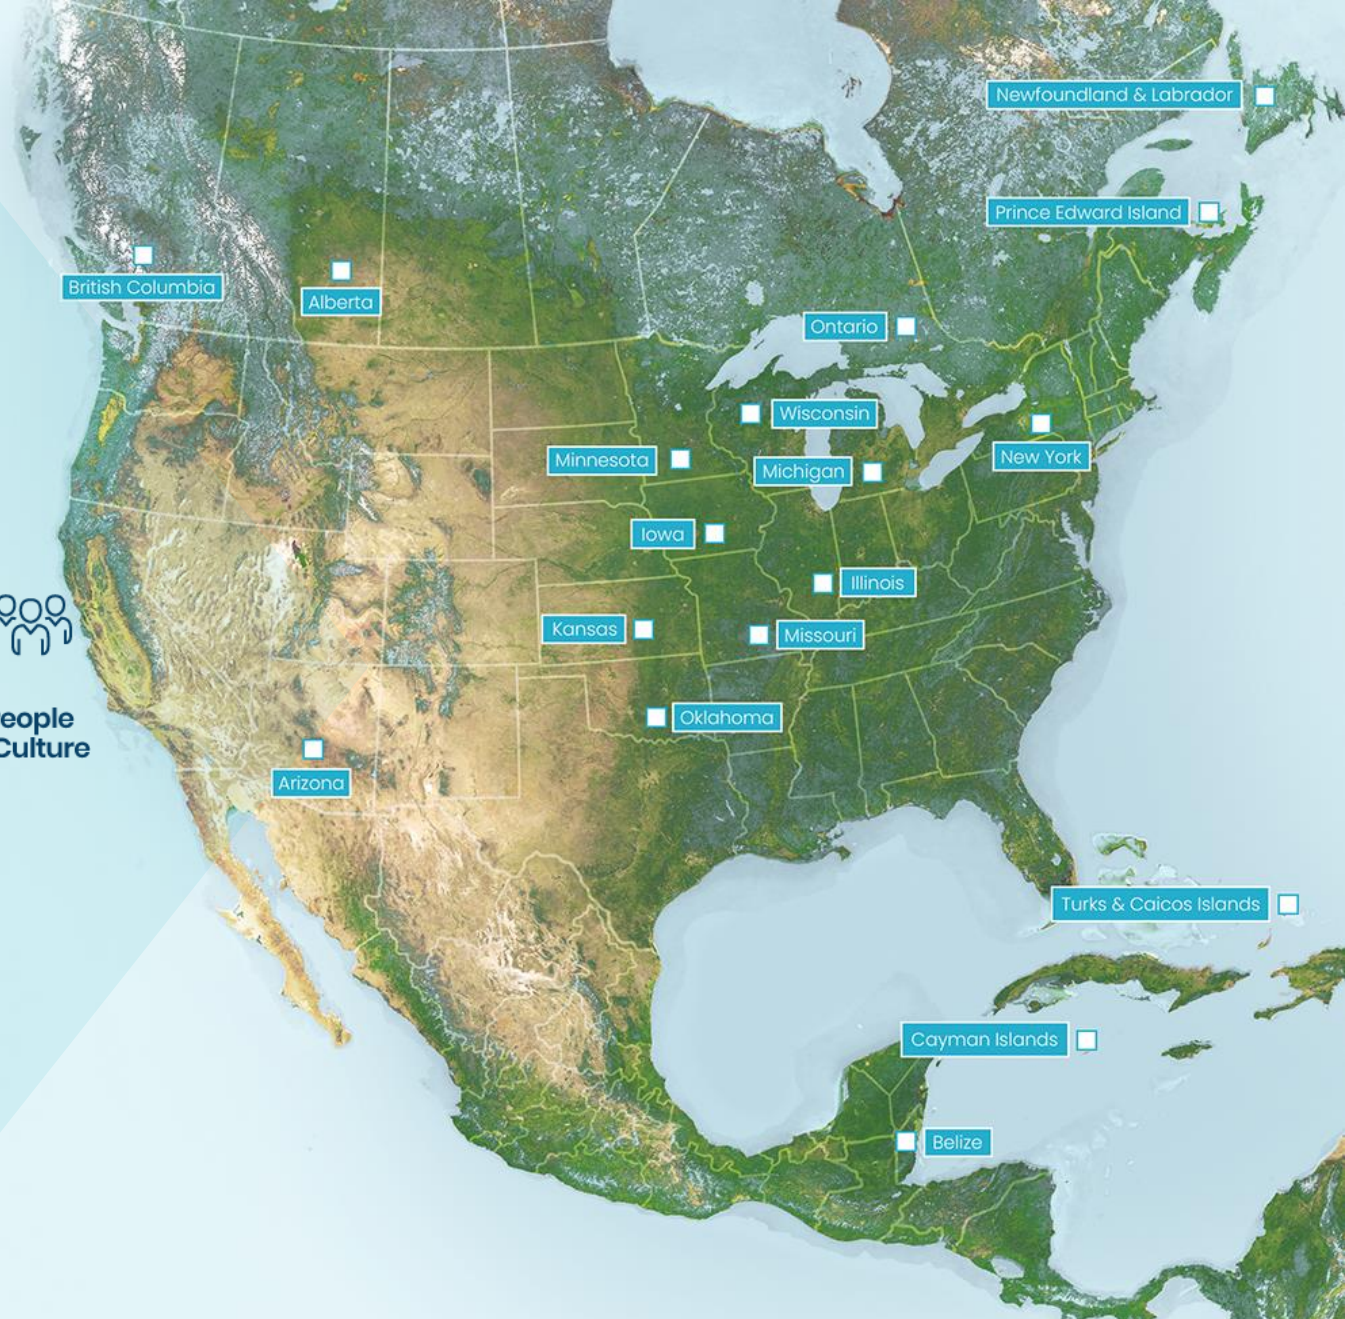 Newfoundland & Labrador
Prince Edward Island
British Columbia
Alberta
Ontario
Wisconsin
New York
Minnesota
Michigan
Iowa
Illinois
Kansas
Missouri
eople
Culture
Oklahoma
Arizona
Turks & Caicos Islands
Cayman Islands
Belize